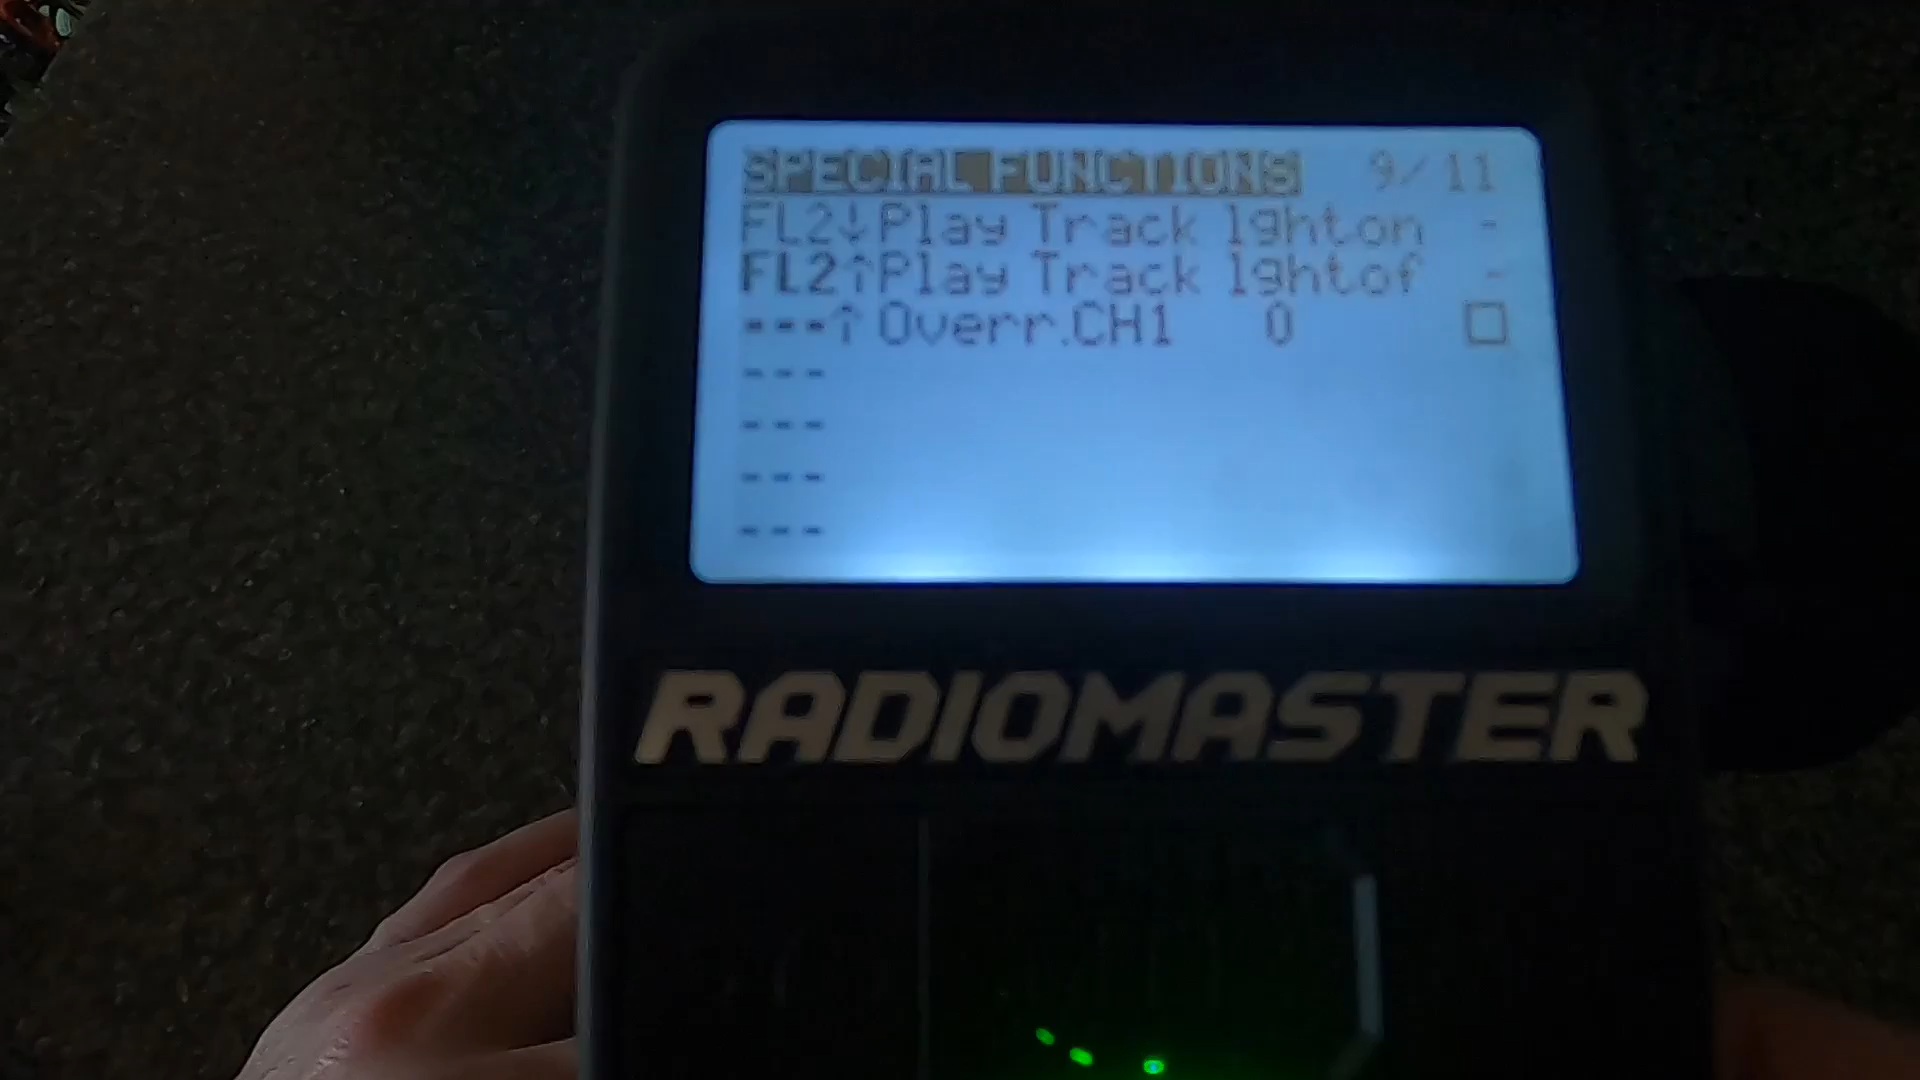 SPECIAL FUNCTIONS 9/11
FL2↓Play Track lghton -
FL2↑Play Track lghtof -
---↑Overr.CH1 0 □
---
---
---
---
RADIOMASTER